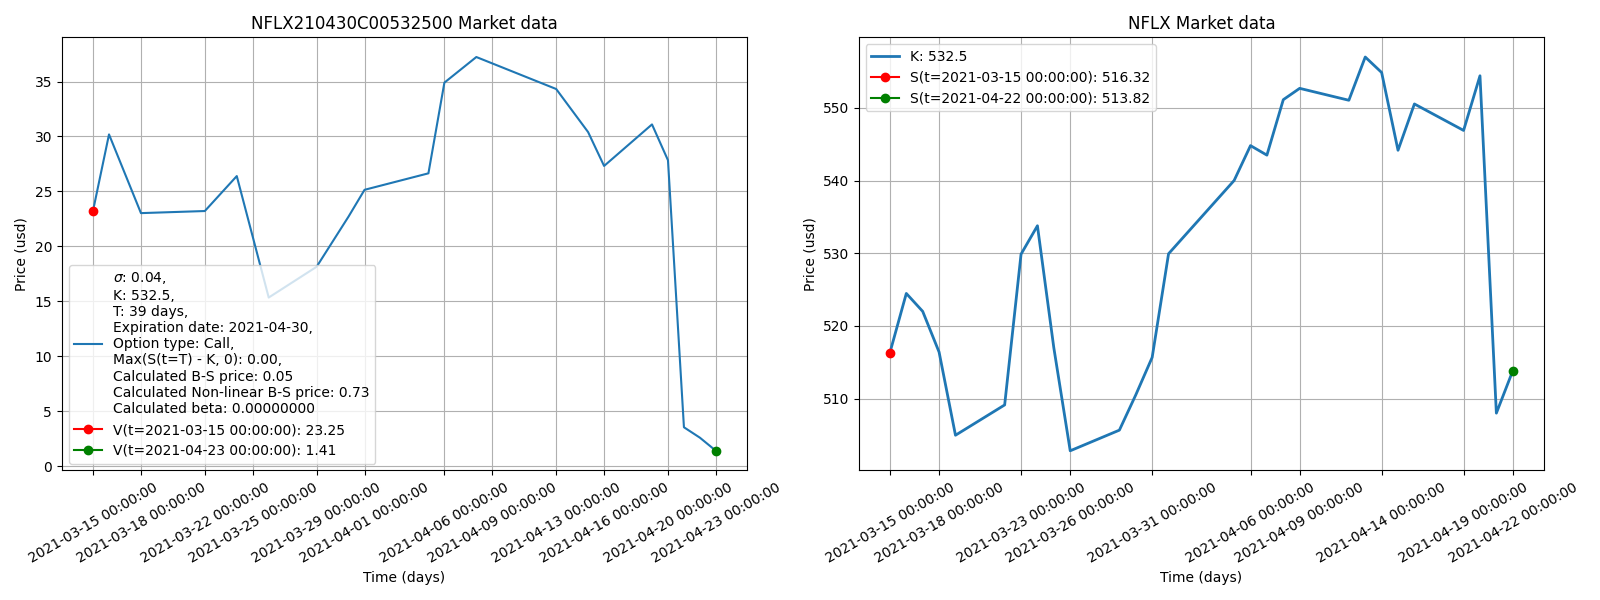 NFLX210430C00532500 Market data
Price (usd)
35
30
25
20
15
10
5
0
σ: 0.04,
K: 532.5,
T: 39 days,
Expiration date: 2021-04-30,
Option type: Call,
Max(S(t=T) - K, 0): 0.00,
Calculated B-S price: 0.05
Calculated Non-linear B-S price: 0.73
Calculated beta: 0.00000000
V(t=2021-03-15 00:00:00): 23.25
V(t=2021-04-23 00:00:00): 1.41
2021-03-15 00:00:00
2021-03-18 00:00:00
2021-03-22 00:00:00
2021-03-25 00:00:00
2021-03-29 00:00:00
2021-04-01 00:00:00
2021-04-06 00:00:00
2021-04-09 00:00:00
2021-04-13 00:00:00
2021-04-16 00:00:00
2021-04-20 00:00:00
2021-04-23 00:00:00
Time (days)
NFLX Market data
Price (usd)
550
540
530
520
510
K: 532.5
S(t=2021-03-15 00:00:00): 516.32
S(t=2021-04-22 00:00:00): 513.82
2021-03-15 00:00:00
2021-03-18 00:00:00
2021-03-23 00:00:00
2021-03-26 00:00:00
2021-03-31 00:00:00
2021-04-06 00:00:00
2021-04-09 00:00:00
2021-04-14 00:00:00
2021-04-19 00:00:00
2021-04-22 00:00:00
Time (days)